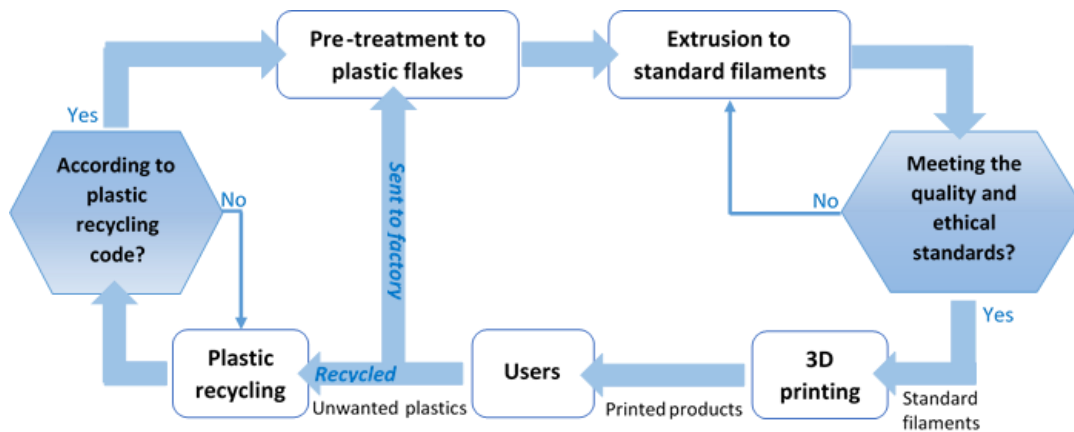 Pre-treatment to
plastic flakes
Extrusion to
standard filaments
Yes
According to
plastic
recycling
code?
No
Sent to factory
Meeting the
quality and
ethical
standards?
No
Yes
Plastic
recycling
Recycled
Unwanted plastics
Users
Printed products
3D
printing
Standard
filaments